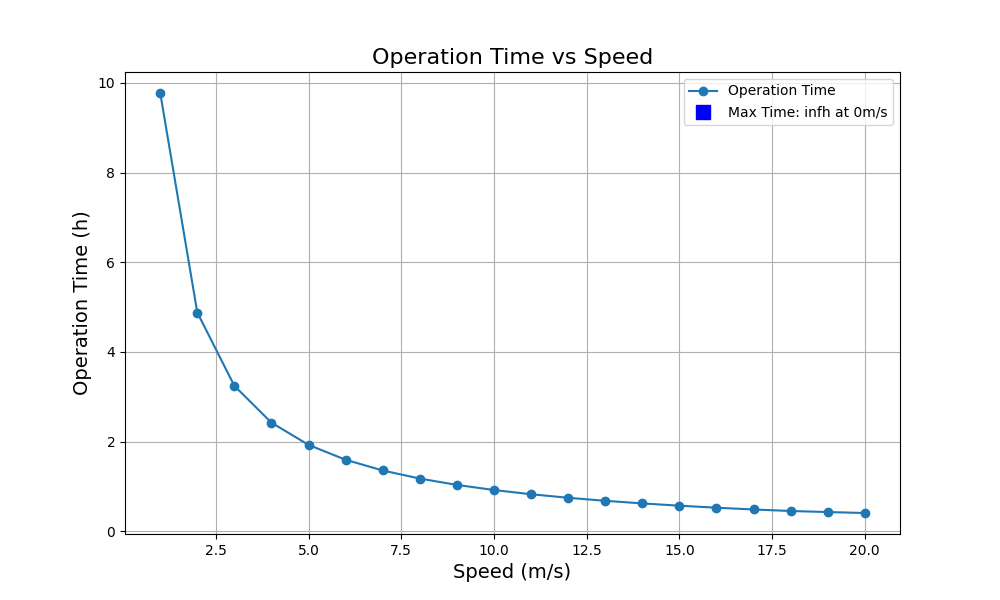 Operation Time vs Speed
Operation Time
Max Time: infh at 0m/s
Operation Time (h)
10
8
6
4
2
0
2.5 5.0 7.5 10.0 12.5 15.0 17.5 20.0
Speed (m/s)